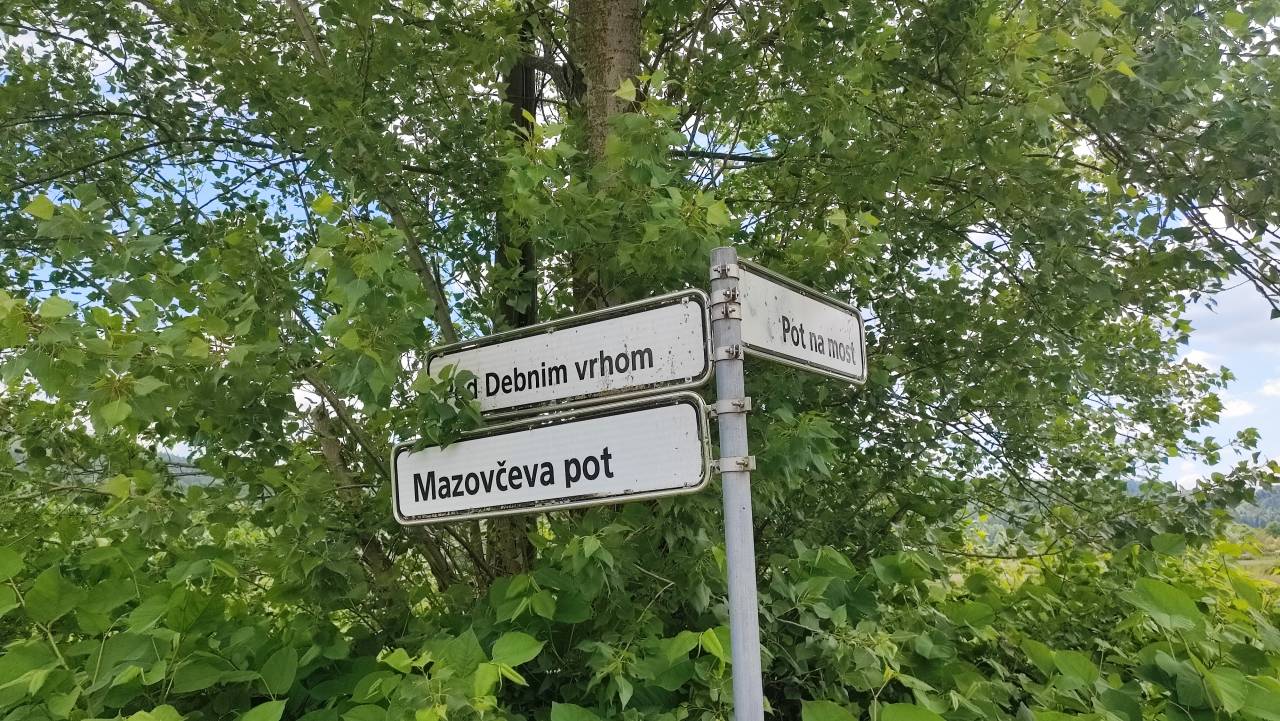 Debnim vrhom
Mazovčeva pot
Pot na most